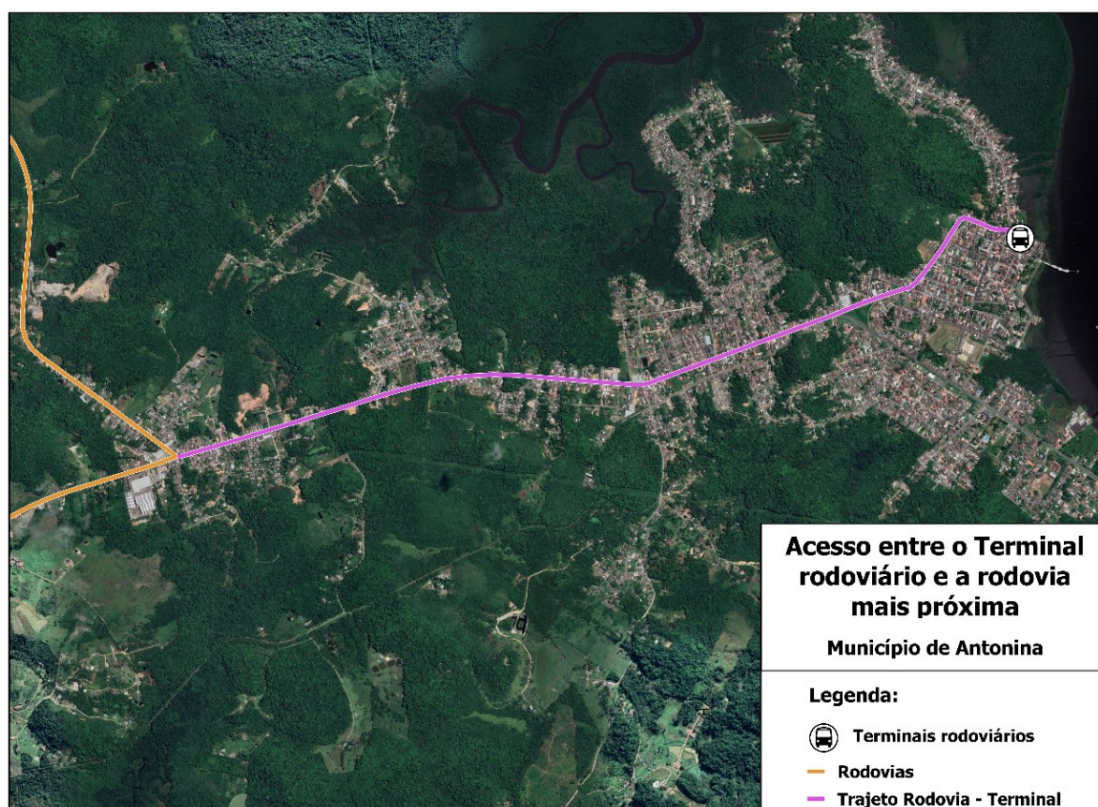 Acesso entre o Terminal
rodoviário e a rodovia
mais próxima
Município de Antonina
Legenda:
Terminais rodoviários
Rodovias
Trajeto Rodovia - Terminal